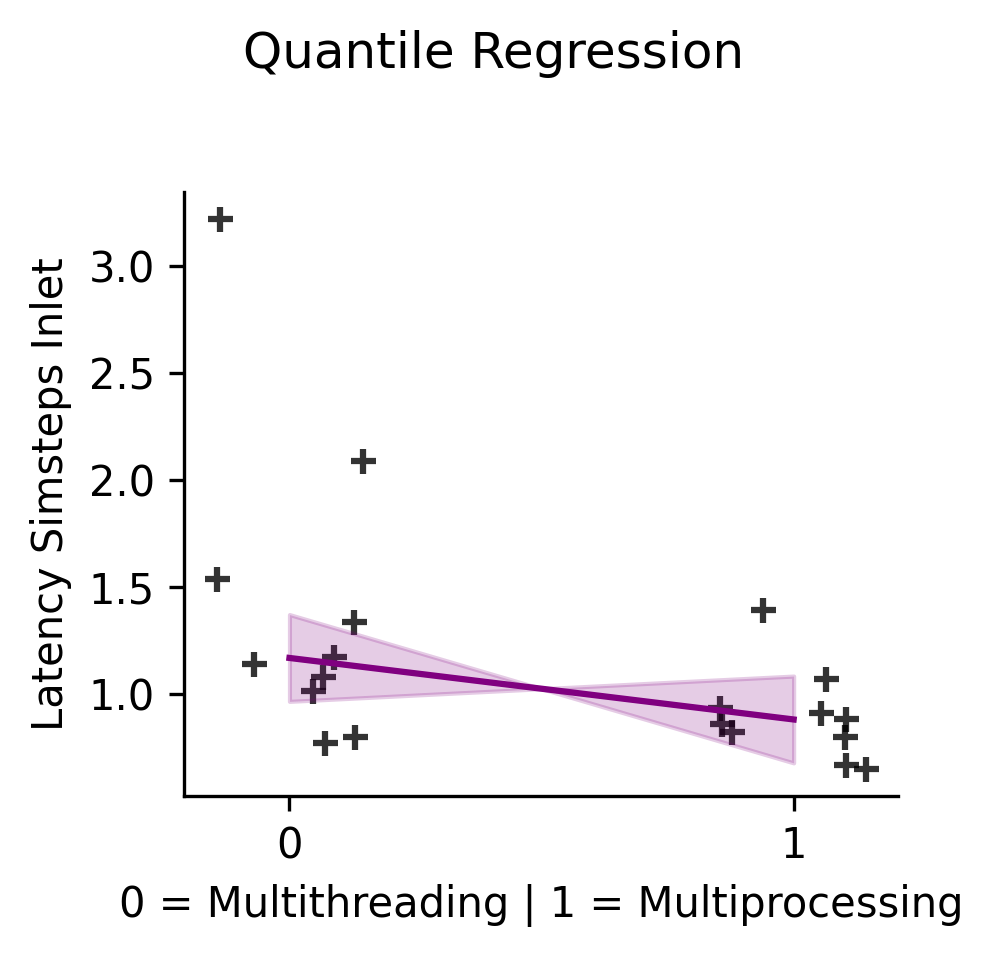 Quantile Regression
Latency Simsteps Inlet
3.0
2.5
2.0
1.5
1.0
0 1
0 = Multithreading | 1 = Multiprocessing